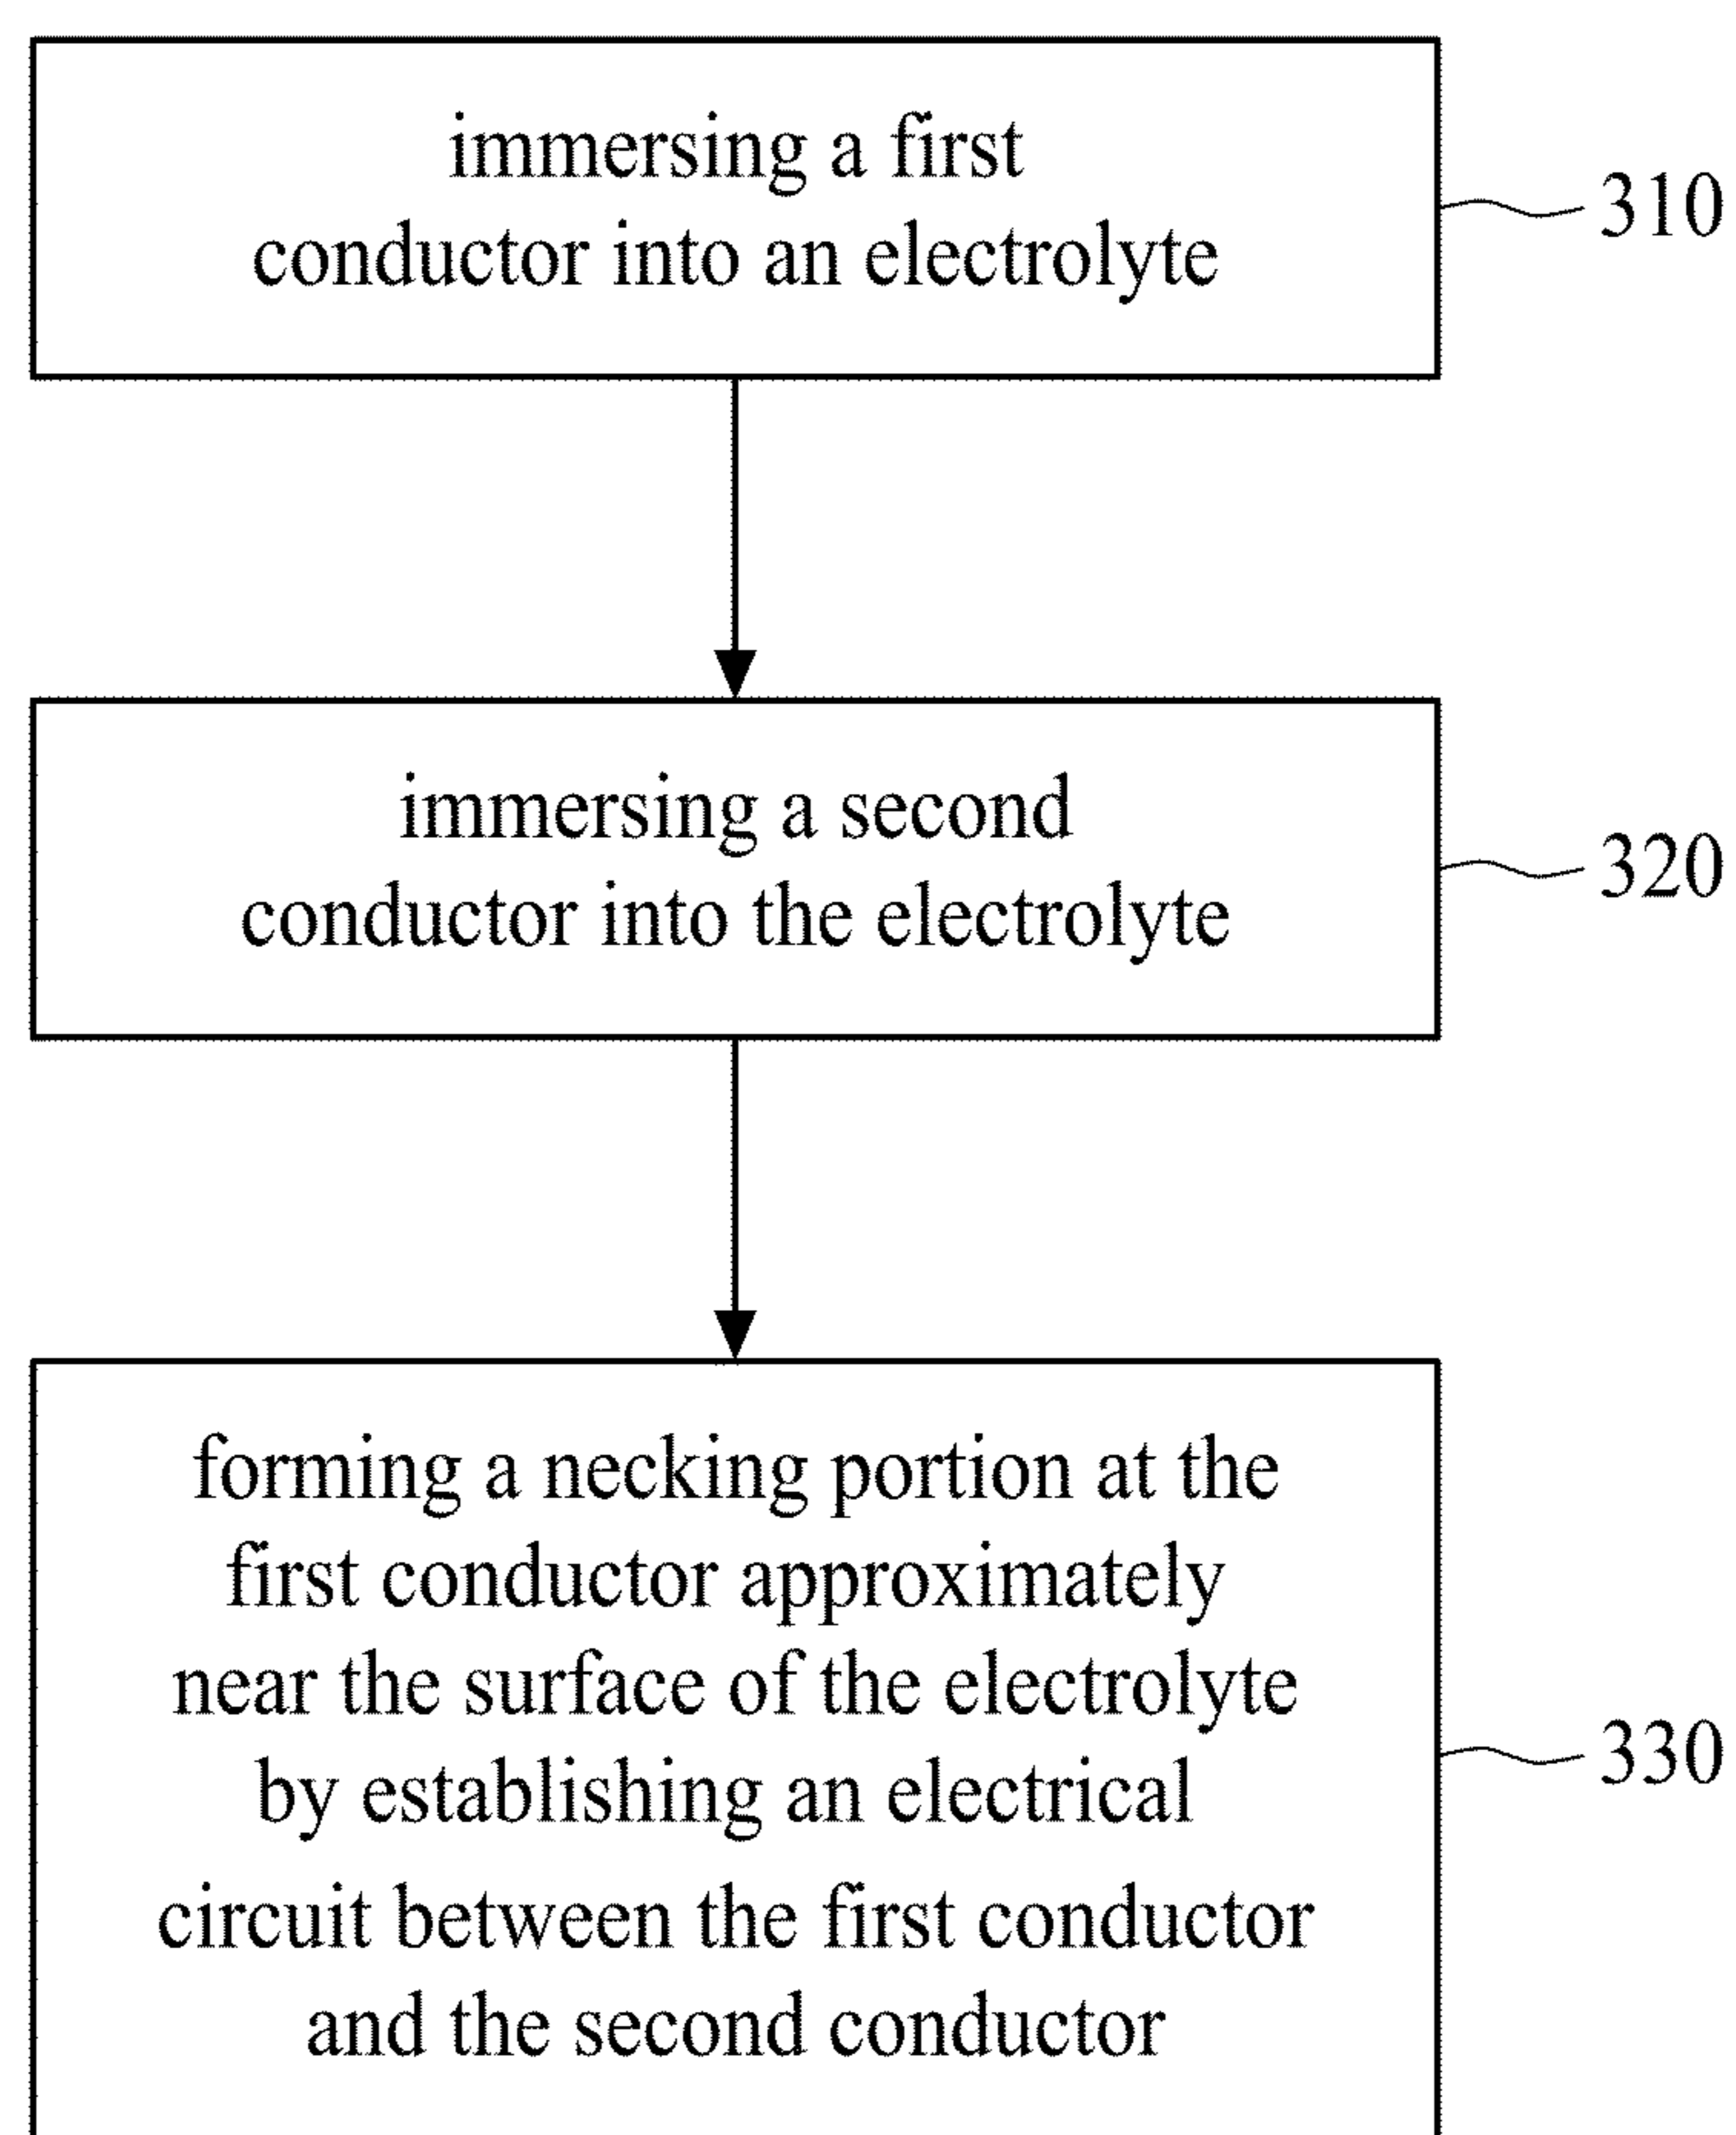 immersing a first
conductor into an electrolyte
310
immersing a second
conductor into the electrolyte
320
forming a necking portion at the
first conductor approximately
near the surface of the electrolyte
by establishing an electrical
circuit between the first conductor
and the second conductor
330